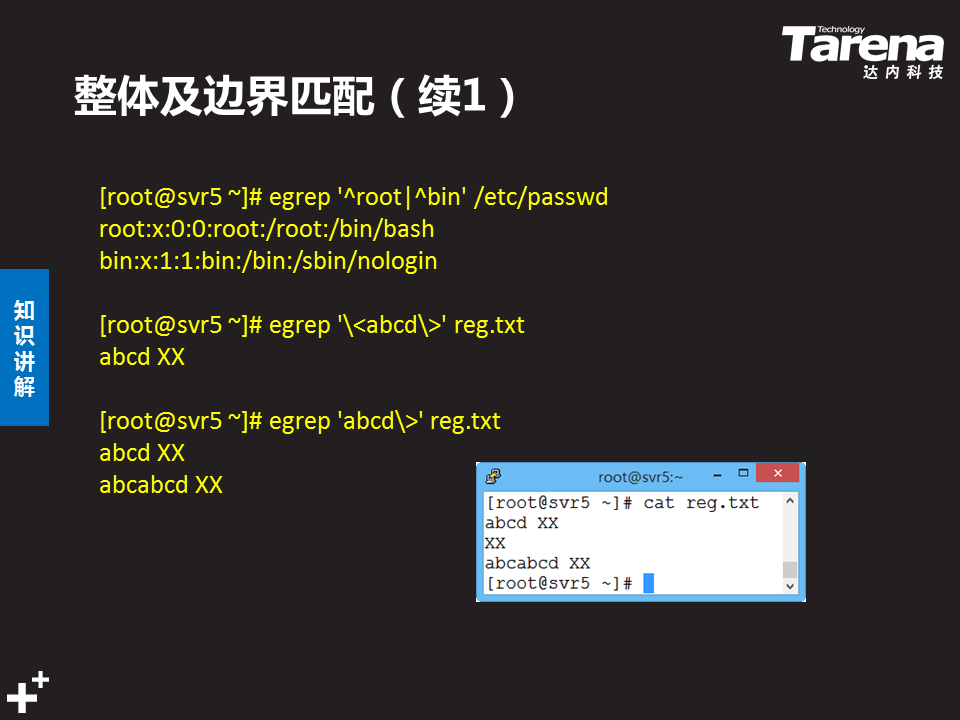 Technology
Tarena
达内科技
整体及边界匹配（续1）
[root@svr5 ~]# egrep '^root|^bin' /etc/passwd
root:x:0:0:root:/root:/bin/bash
bin:x:1:1:bin:/bin:/sbin/nologin
知识讲解
[root@svr5 ~]# egrep '\<abcd\>' reg.txt
abcd XX
[root@svr5 ~]# egrep 'abcd\>' reg.txt
abcd XX
abcabcd XX
root@svr5:~
[root@svr5 ~]# cat reg.txt
abcd XX
XX
abcabcd XX
[root@svr5 ~]#